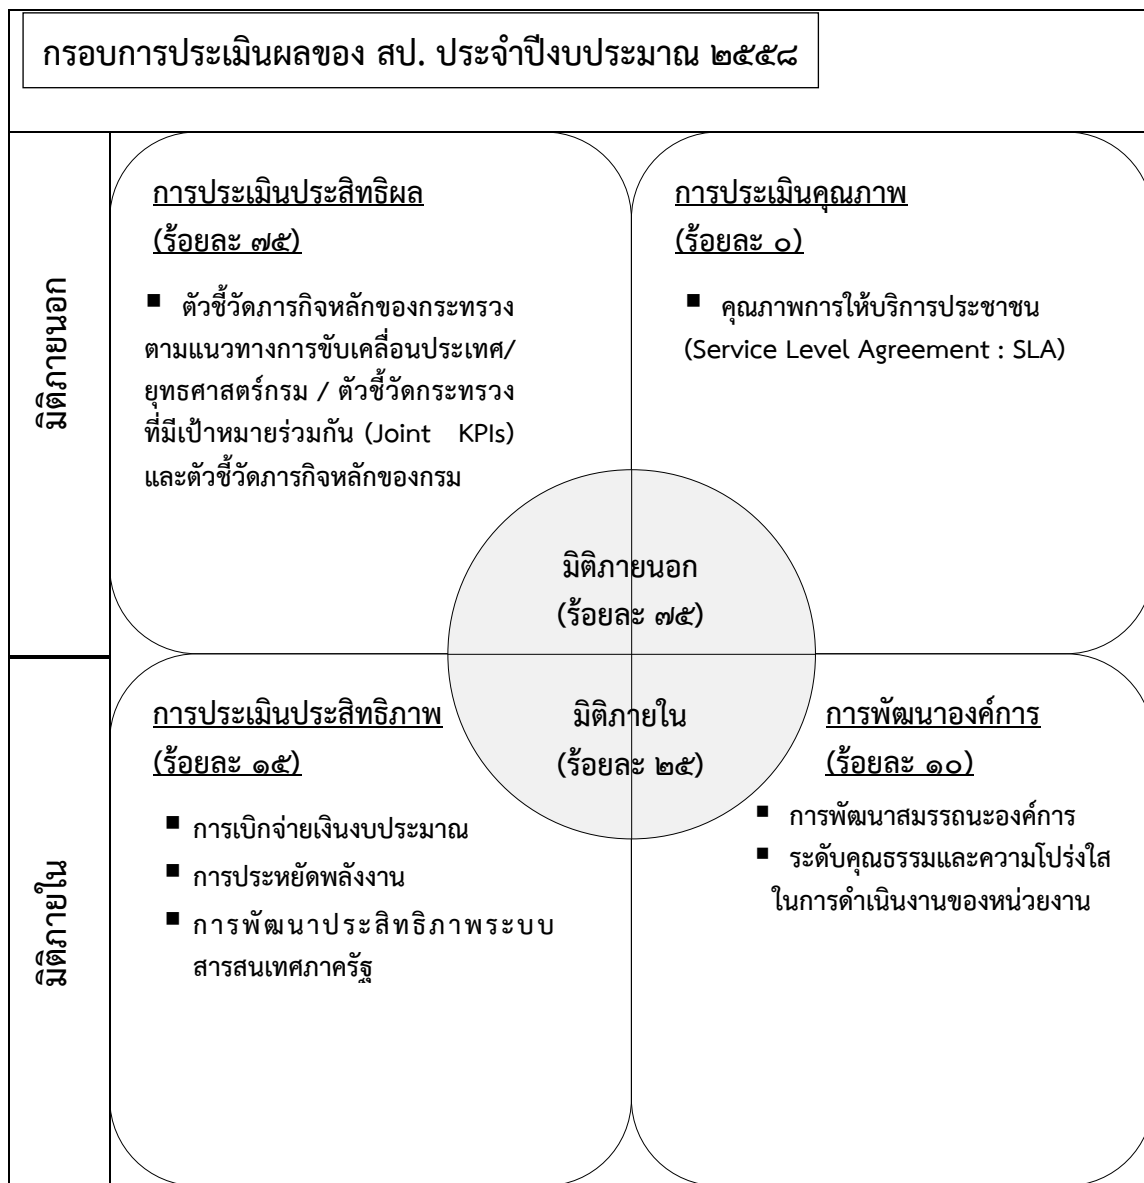 กรอบการประเมินผลของ สป. ประจำปีงบประมาณ ๒๕๕๘
มิติภายนอก
การประเมินประสิทธิผล
(ร้อยละ ๗๕)
■ ตัวชี้วัดภารกิจหลักของกระทรวง
ตามแนวทางการขับเคลื่อนประเทศ/
ยุทธศาสตร์กรม / ตัวชี้วัดกระทรวง
ที่มีเป้าหมายร่วมกัน (Joint KPIs)
และตัวชี้วัดภารกิจหลักของกรม
การประเมินคุณภาพ
(ร้อยละ ๐)
■ คุณภาพการให้บริการประชาชน
(Service Level Agreement : SLA)
มิติภายนอก
(ร้อยละ ๗๕)
มิติภายใน
(ร้อยละ ๒๕)
มิติภายใน
การประเมินประสิทธิภาพ
(ร้อยละ ๑๕)
■ การเบิกจ่ายเงินงบประมาณ
■ การประหยัดพลังงาน
■ การพัฒนาประสิทธิภาพระบบ
สารสนเทศภาครัฐ
การพัฒนาองค์การ
(ร้อยละ ๑๐)
■ การพัฒนาสมรรถนะองค์การ
■ ระดับคุณธรรมและความโปร่งใส
ในการดำเนินงานของหน่วยงาน